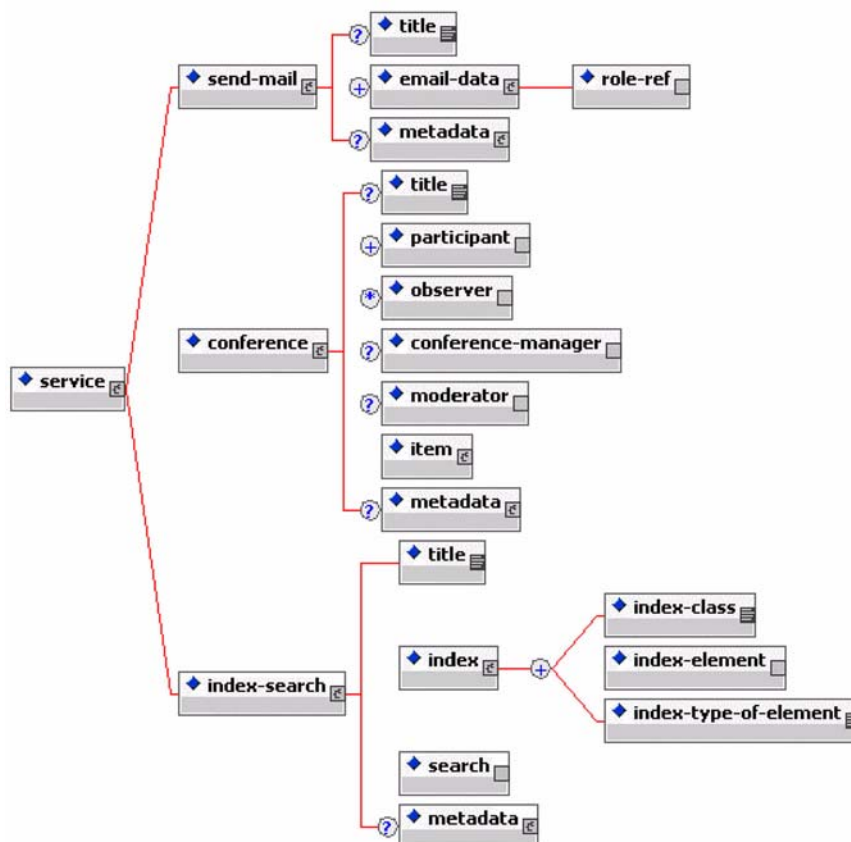 title
send-mail
email-data
role-ref
metadata
title
participant
observer
conference
conference-manager
service
moderator
item
metadata
title
index-class
index
index-element
index-search
index-type-of-element
search
metadata